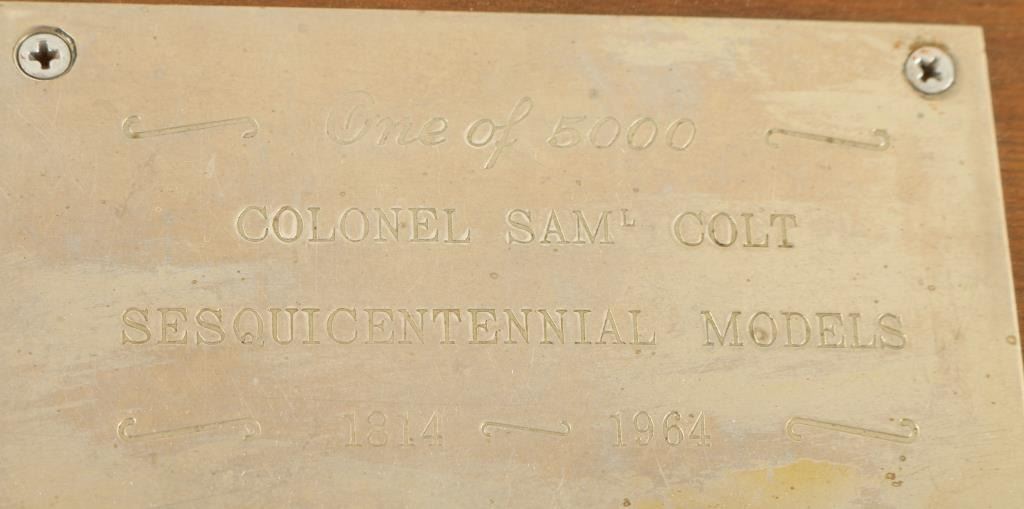 One of 5000
COLONEL SAMᴸ COLT
SESQUICENTENNIAL MODELS
1814 1964